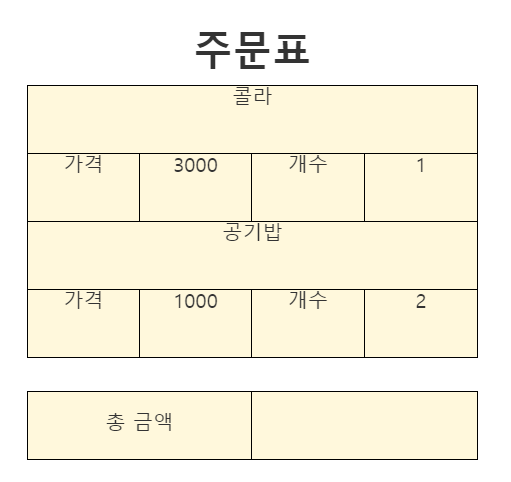 주문표
콜라
가격 3000 개수 1
공기밥
가격 1000 개수 2
총 금액